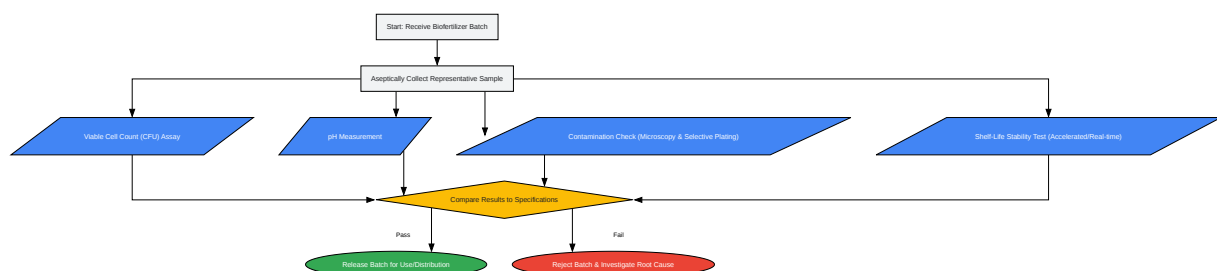 Start: Receive Biofertilizer Batch
Aseptically Collect Representative Sample
Viable Cell Count (CFU) Assay
pH Measurement
Contamination Check (Microscopy & Selective Plating)
Shelf-Life Stability Test (Accelerated/Real-time)
Compare Results to Specifications
Pass
Fail
Release Batch for Use/Distribution
Reject Batch & Investigate Root Cause